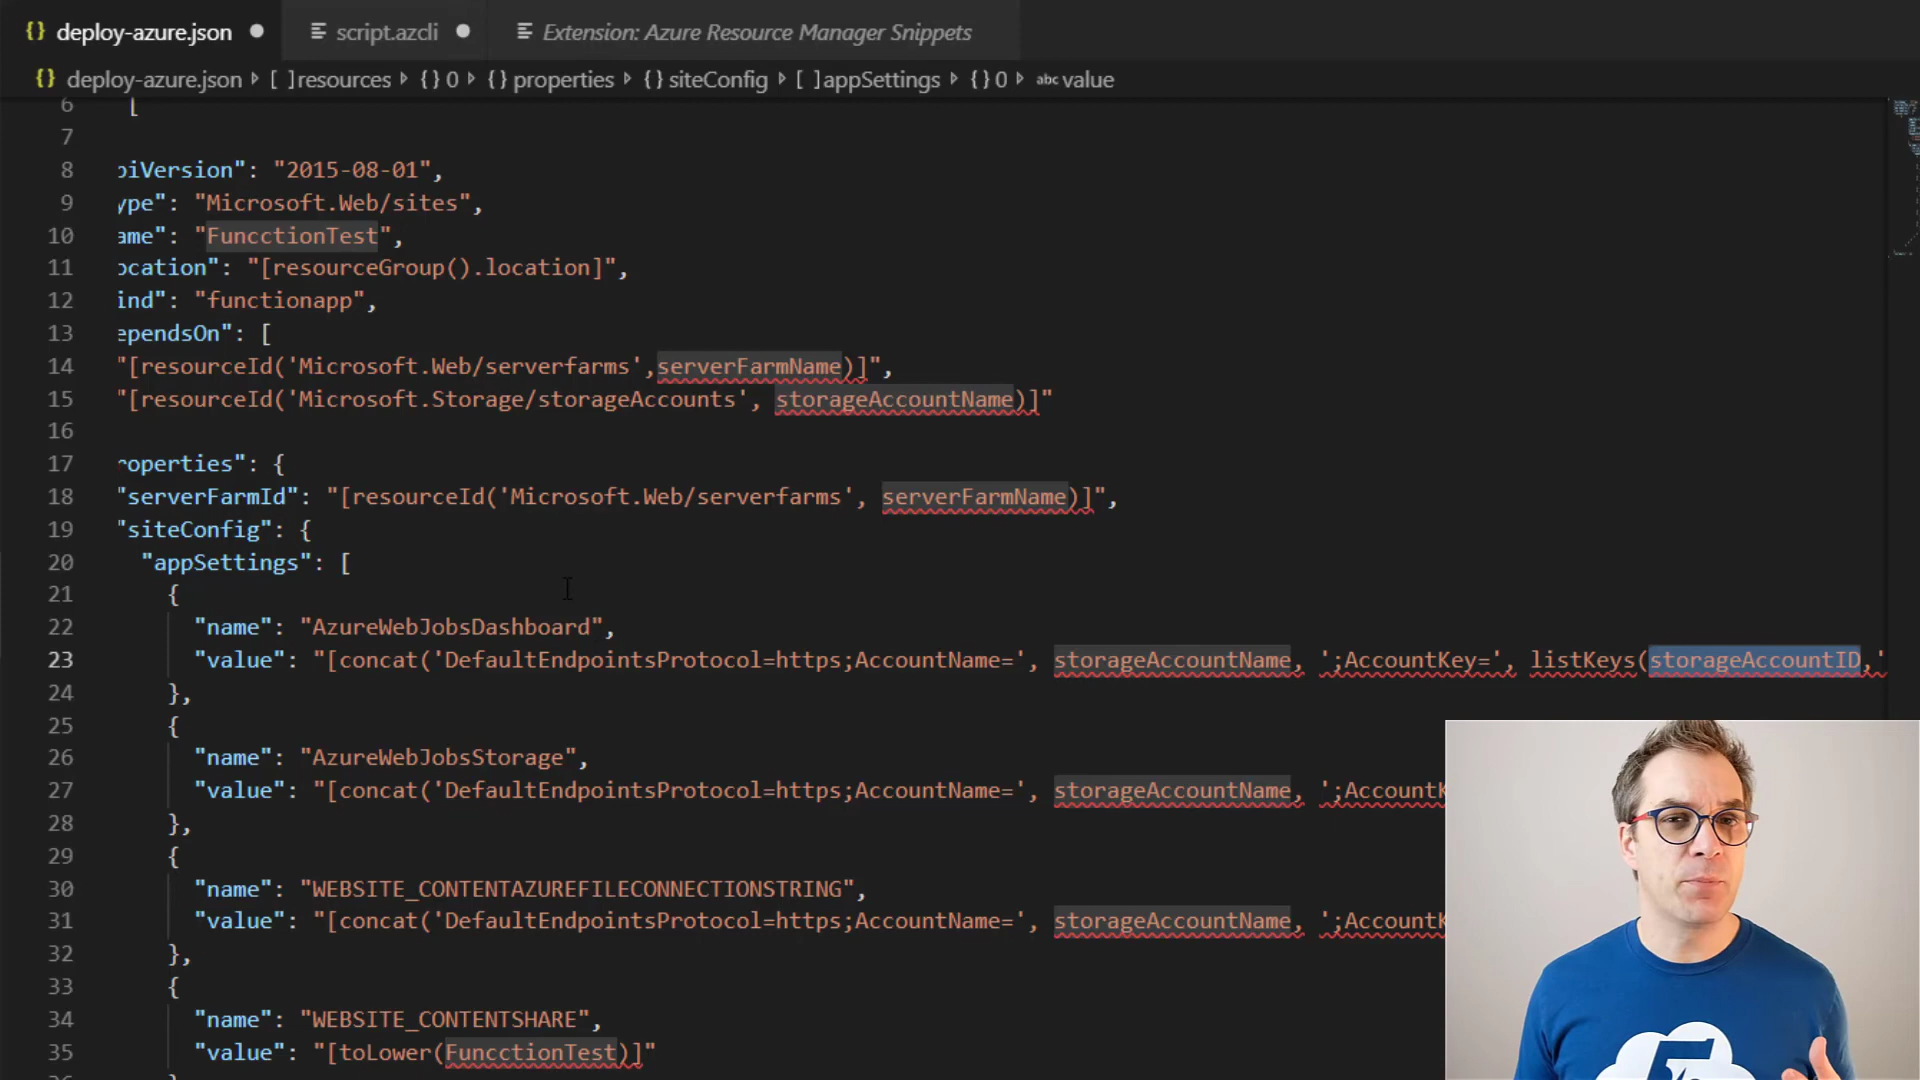 {} deploy-azure.json ● script.azcli ● Extension: Azure Resource Manager Snippets
{} deploy-azure.json > [ ]resources > {} 0 > {} properties > {} siteConfig > [ ]appSettings > {} 0 > abc value
6 [
7
8 piVersion": "2015-08-01",
9 ype": "Microsoft.Web/sites",
10 ame": "FuncctionTest",
11 ocation": "[resourceGroup().location]",
12 ind": "functionapp",
13 ependsOn": [
14 "[resourceId('Microsoft.Web/serverfarms',serverFarmName)]",
15 "[resourceId('Microsoft.Storage/storageAccounts', storageAccountName)]"
16
17 roperties": {
18 "serverFarmId": "[resourceId('Microsoft.Web/serverfarms', serverFarmName)]",
19 "siteConfig": {
20 "appSettings": [
21 {
22 "name": "AzureWebJobsDashboard",
23 "value": "[concat('DefaultEndpointsProtocol=https;AccountName=', storageAccountName, ';AccountKey=', listKeys(storageAccountID,'
24 },
25 {
26 "name": "AzureWebJobsStorage",
27 "value": "[concat('DefaultEndpointsProtocol=https;AccountName=', storageAccountName, ';AccountK
28 },
29 {
30 "name": "WEBSITE_CONTENTAZUREFILECONNECTIONSTRING",
31 "value": "[concat('DefaultEndpointsProtocol=https;AccountName=', storageAccountName, ';AccountK
32 },
33 {
34 "name": "WEBSITE_CONTENTSHARE",
35 "value": "[toLower(FuncctionTest)]"